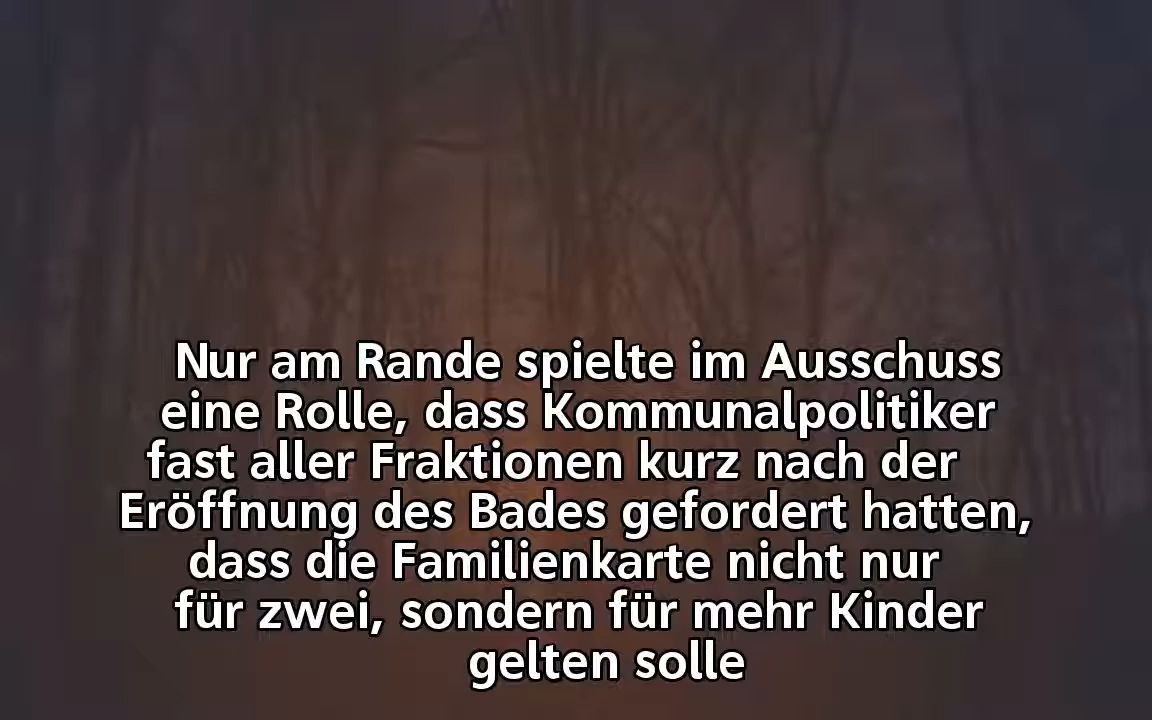 Nur am Rande spielte im Ausschuss
eine Rolle, dass Kommunalpolitiker
fast aller Fraktionen kurz nach der
Eröffnung des Bades gefordert hatten,
dass die Familienkarte nicht nur
für zwei, sondern für mehr Kinder
gelten solle